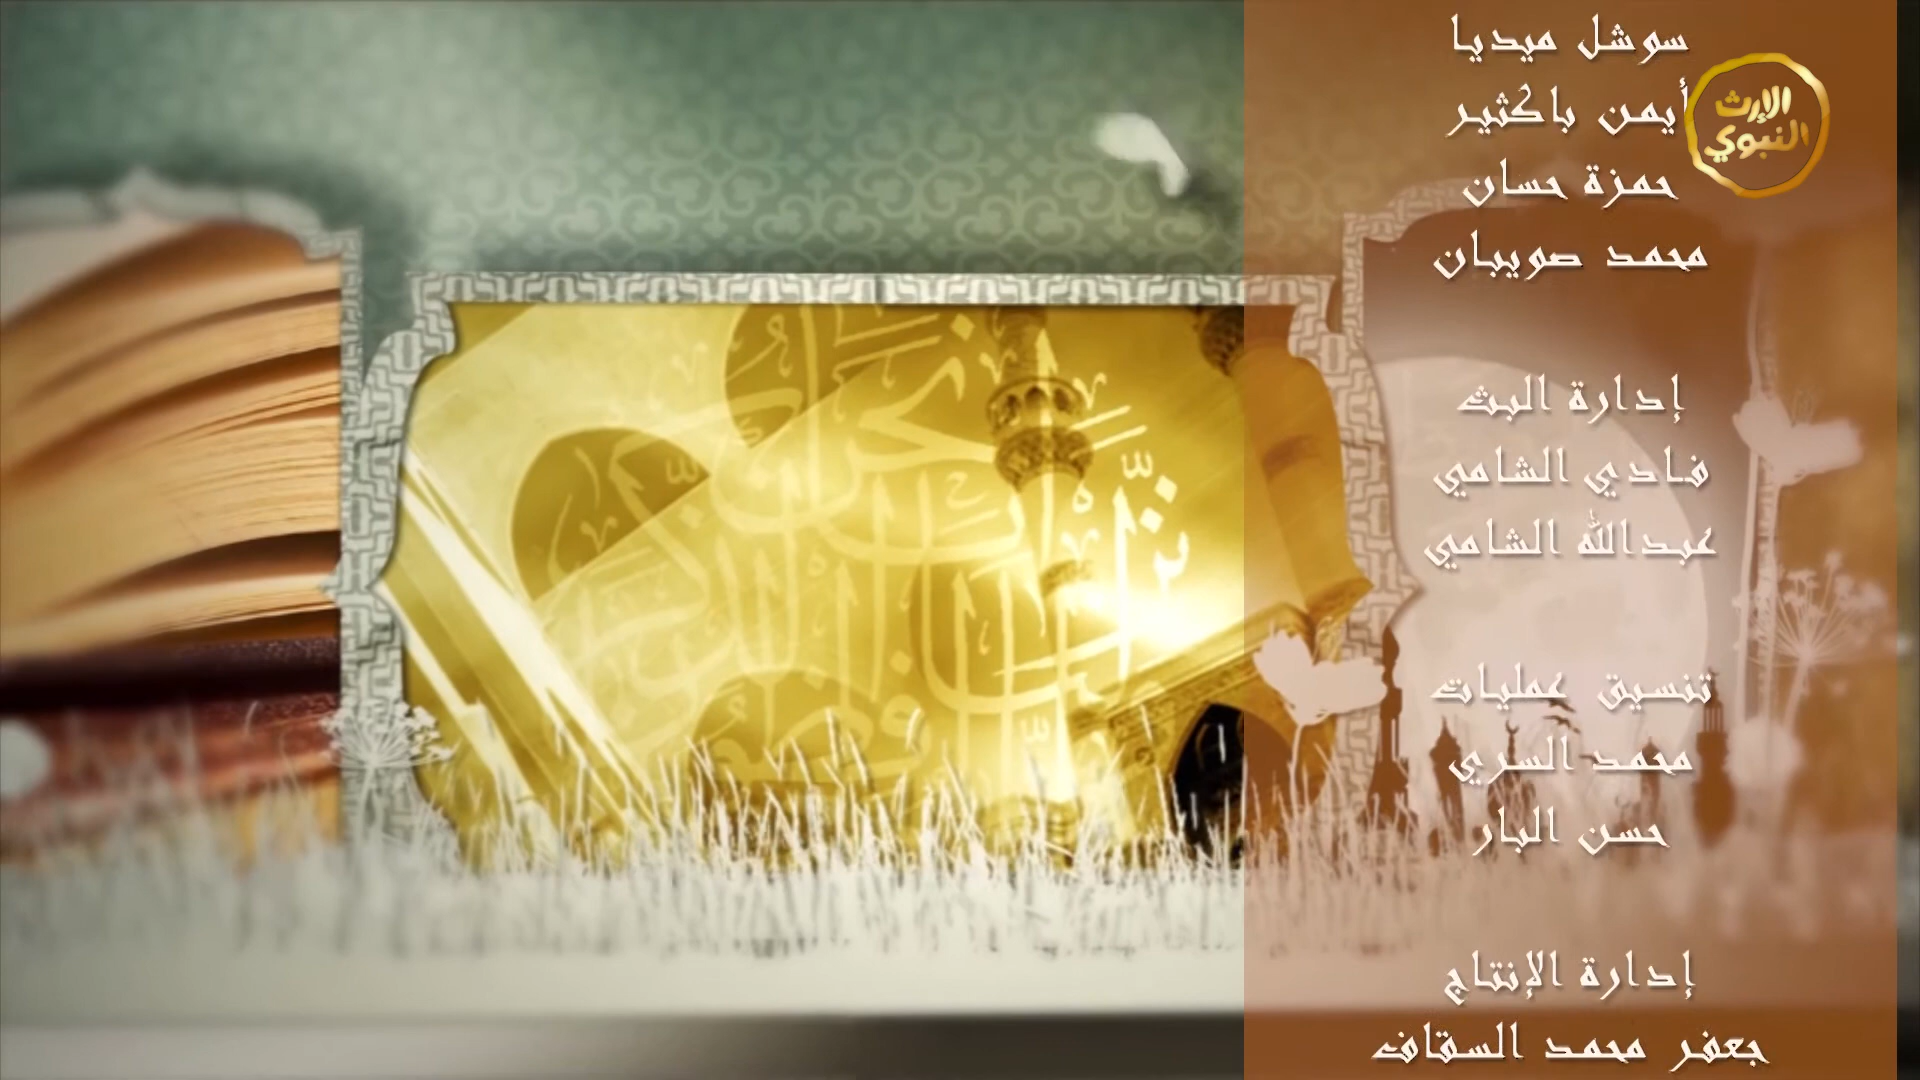 سوشل ميديا
أيمن باكثير
حمزة حسان
محمد صويبان
إدارة البث
فادي الشامي
عبدالله الشامي
تنسيق عمليات
محمد السري
حسن البار
إدارة الإنتاج
جعفر محمد السقاف
الإرث
النبوي